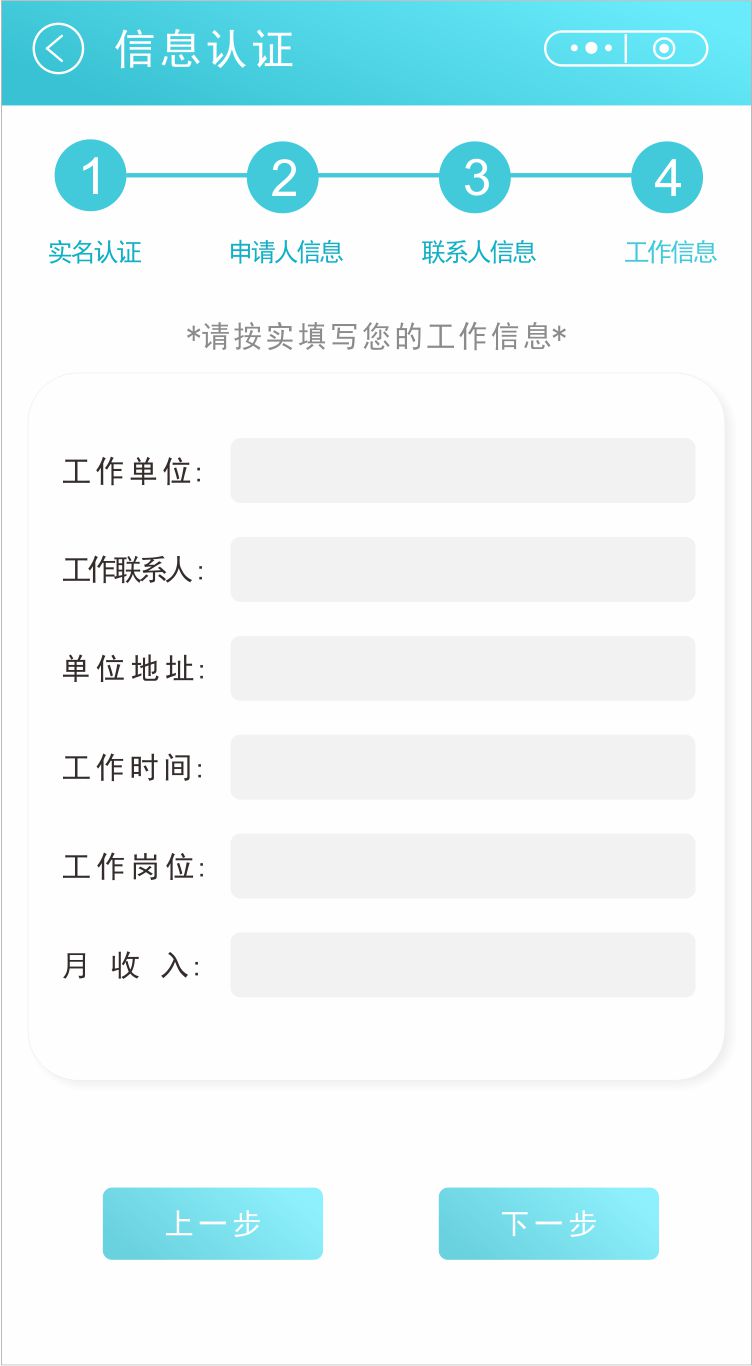 信息认证
1 2 3 4
实名认证 申请人信息 联系人信息 工作信息
*请按实填写您的工作信息*
工作单位:
工作联系人:
单位地址:
工作时间:
工作岗位:
月收入:
上一步 下一步